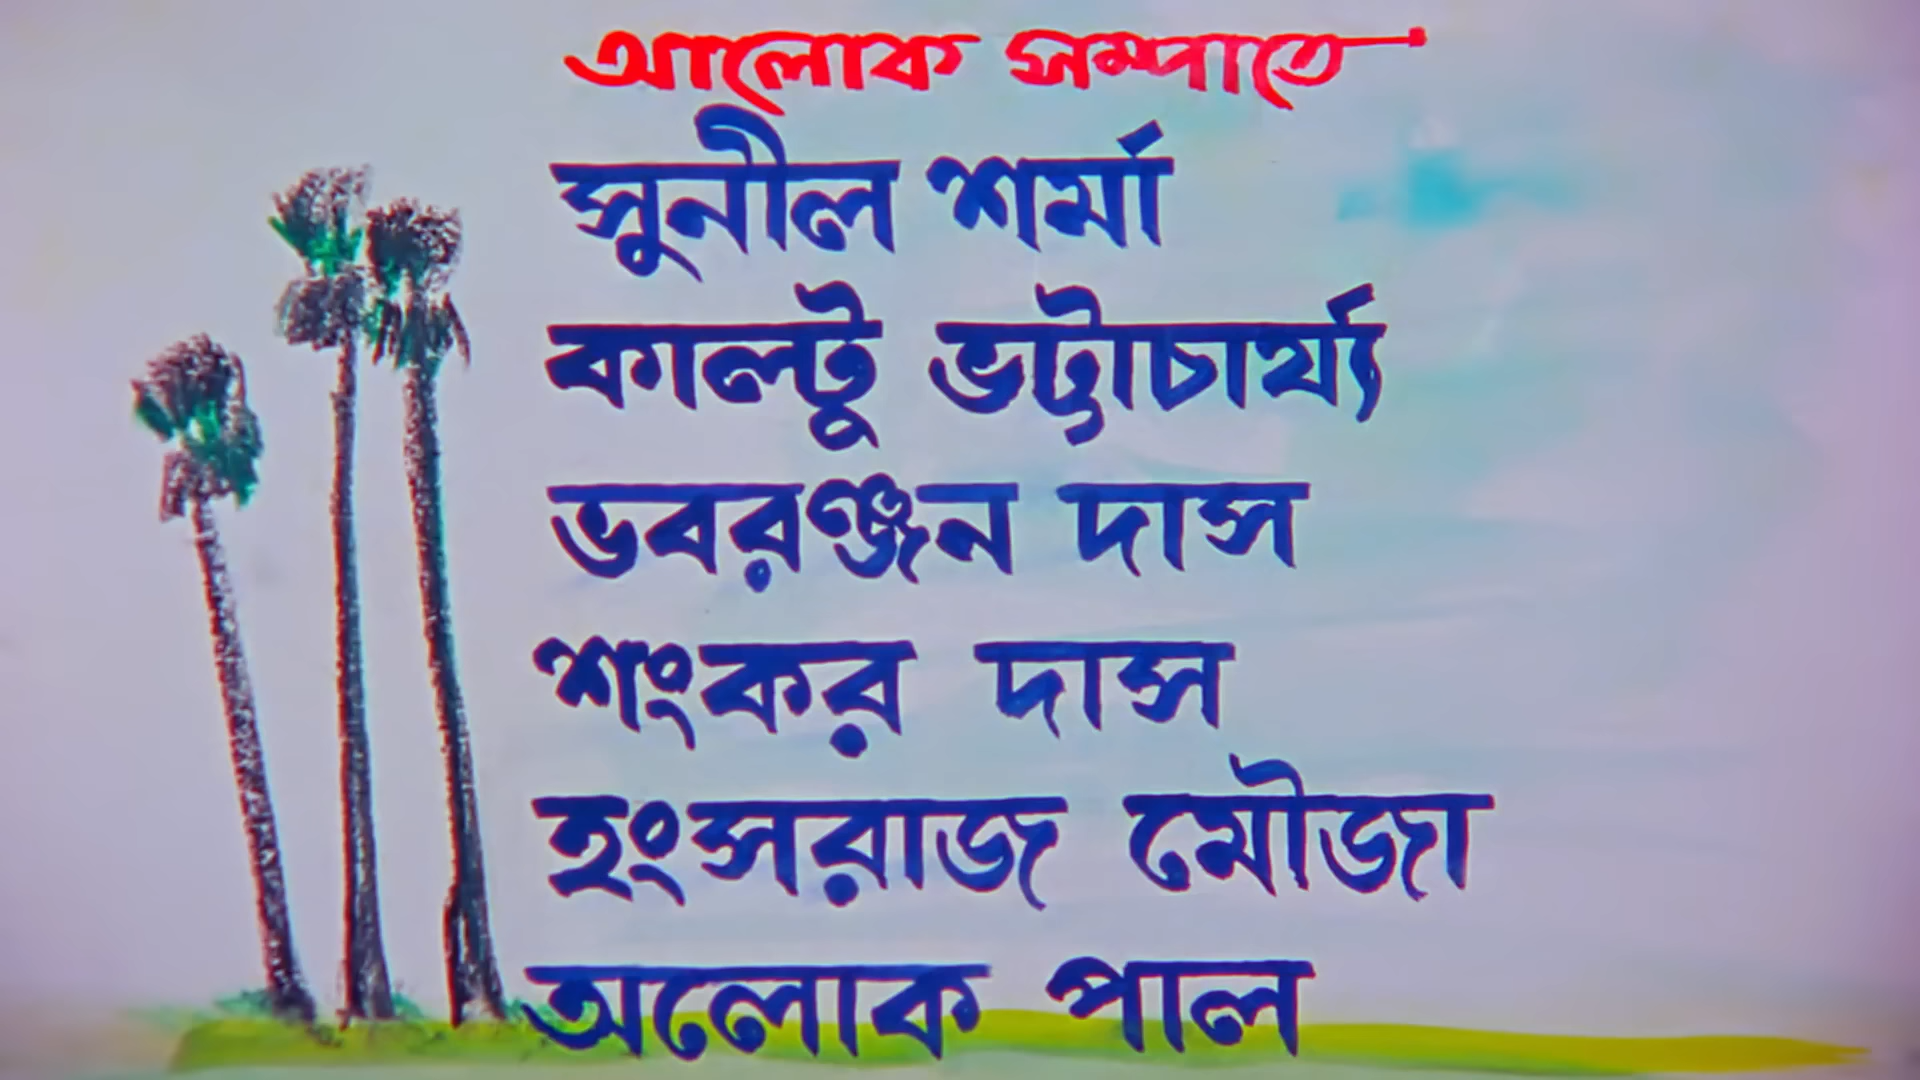 আলোক সম্পাতে
সুনীল শর্মা
কাল্টু ভট্টাচার্য্য
ভবরঞ্জন দাস
শংকর দাস
হংসরাজ মৌজা
অলোক পাল